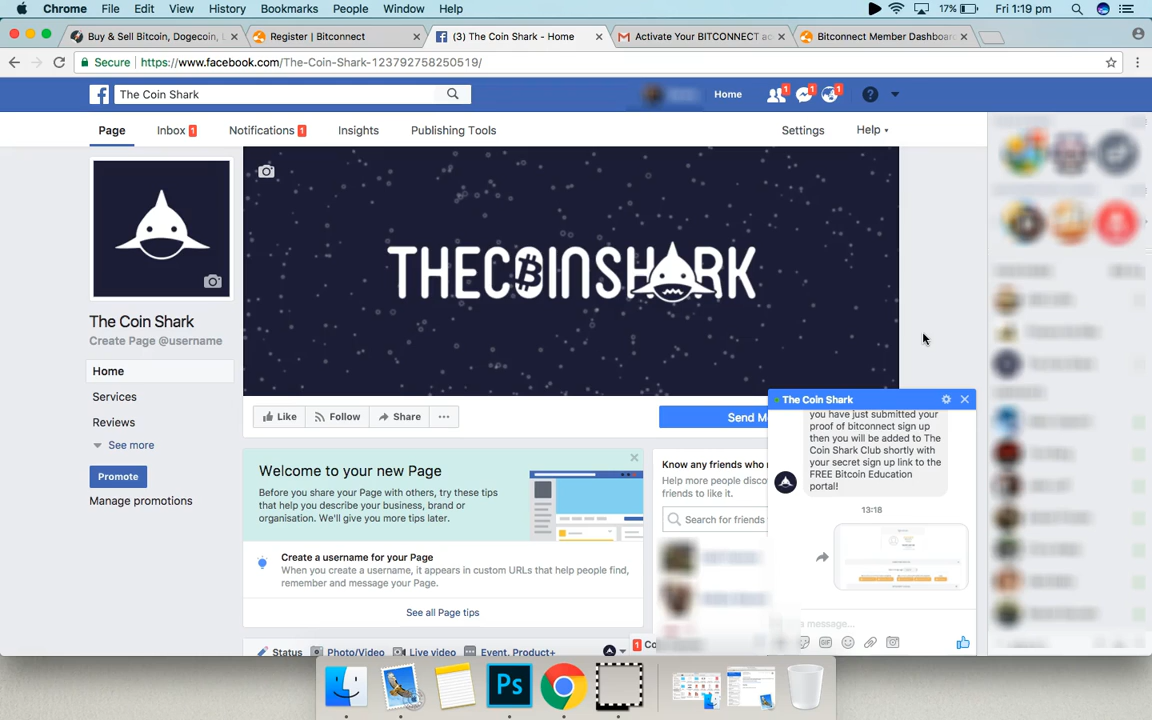 Chrome File Edit View History Bookmarks People Window Help 17% Fri 1:19 pm
Buy & Sell Bitcoin, Dogecoin, L Register | Bitconnect (3) The Coin Shark - Home Activate Your BITCONNECT ac Bitconnect Member Dashboard
Secure https://www.facebook.com/The-Coin-Shark-123792758250519/
The Coin Shark Home 1 1 1 ?
Page Inbox 1 Notifications 1 Insights Publishing Tools Settings Help
THECOINSHARK
The Coin Shark
Create Page @username
Home
Services
Reviews
See more
Promote
Manage promotions
Like Follow Share ... Send M
Welcome to your new Page
Before you share your Page with others, try these tips
that help you describe your business, brand or
organisation. We'll give you more tips later.
Create a username for your Page
When you create a username, it appears in custom URLs that help people find,
remember and message your Page.
See all Page tips
Status Photo/Video Live video Event, Product+
Know any friends who
Help more people disco
friends to like it.
Search for friends
1 Co
The Coin Shark
you have just submitted your
proof of bitconnect sign up
then you will be added to The
Coin Shark Club shortly with
your secret sign up link to the
FREE Bitcoin Education
portal!
13:18
a message...
GIF
Ps